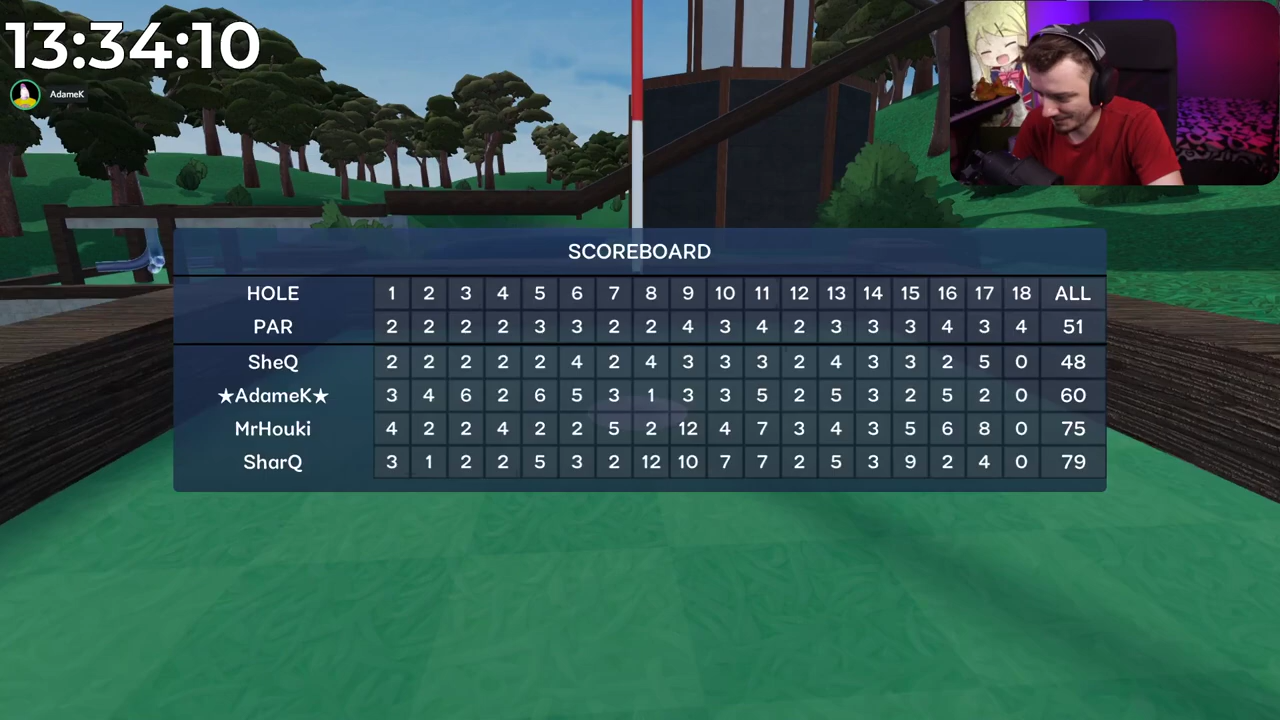 13:34:10
AdameK
SCOREBOARD
HOLE 1 2 3 4 5 6 7 8 9 10 11 12 13 14 15 16 17 18 ALL
PAR 2 2 2 2 3 3 2 2 4 3 4 2 3 3 3 4 3 4 51
SheQ 2 2 2 2 2 4 2 4 3 3 3 2 4 3 3 2 5 0 48
★AdameK★ 3 4 6 2 6 5 3 1 3 3 5 2 5 3 2 5 2 0 60
MrHouki 4 2 2 4 2 2 5 2 12 4 7 3 4 3 5 6 8 0 75
SharQ 3 1 2 2 5 3 2 12 10 7 7 2 5 3 9 2 4 0 79